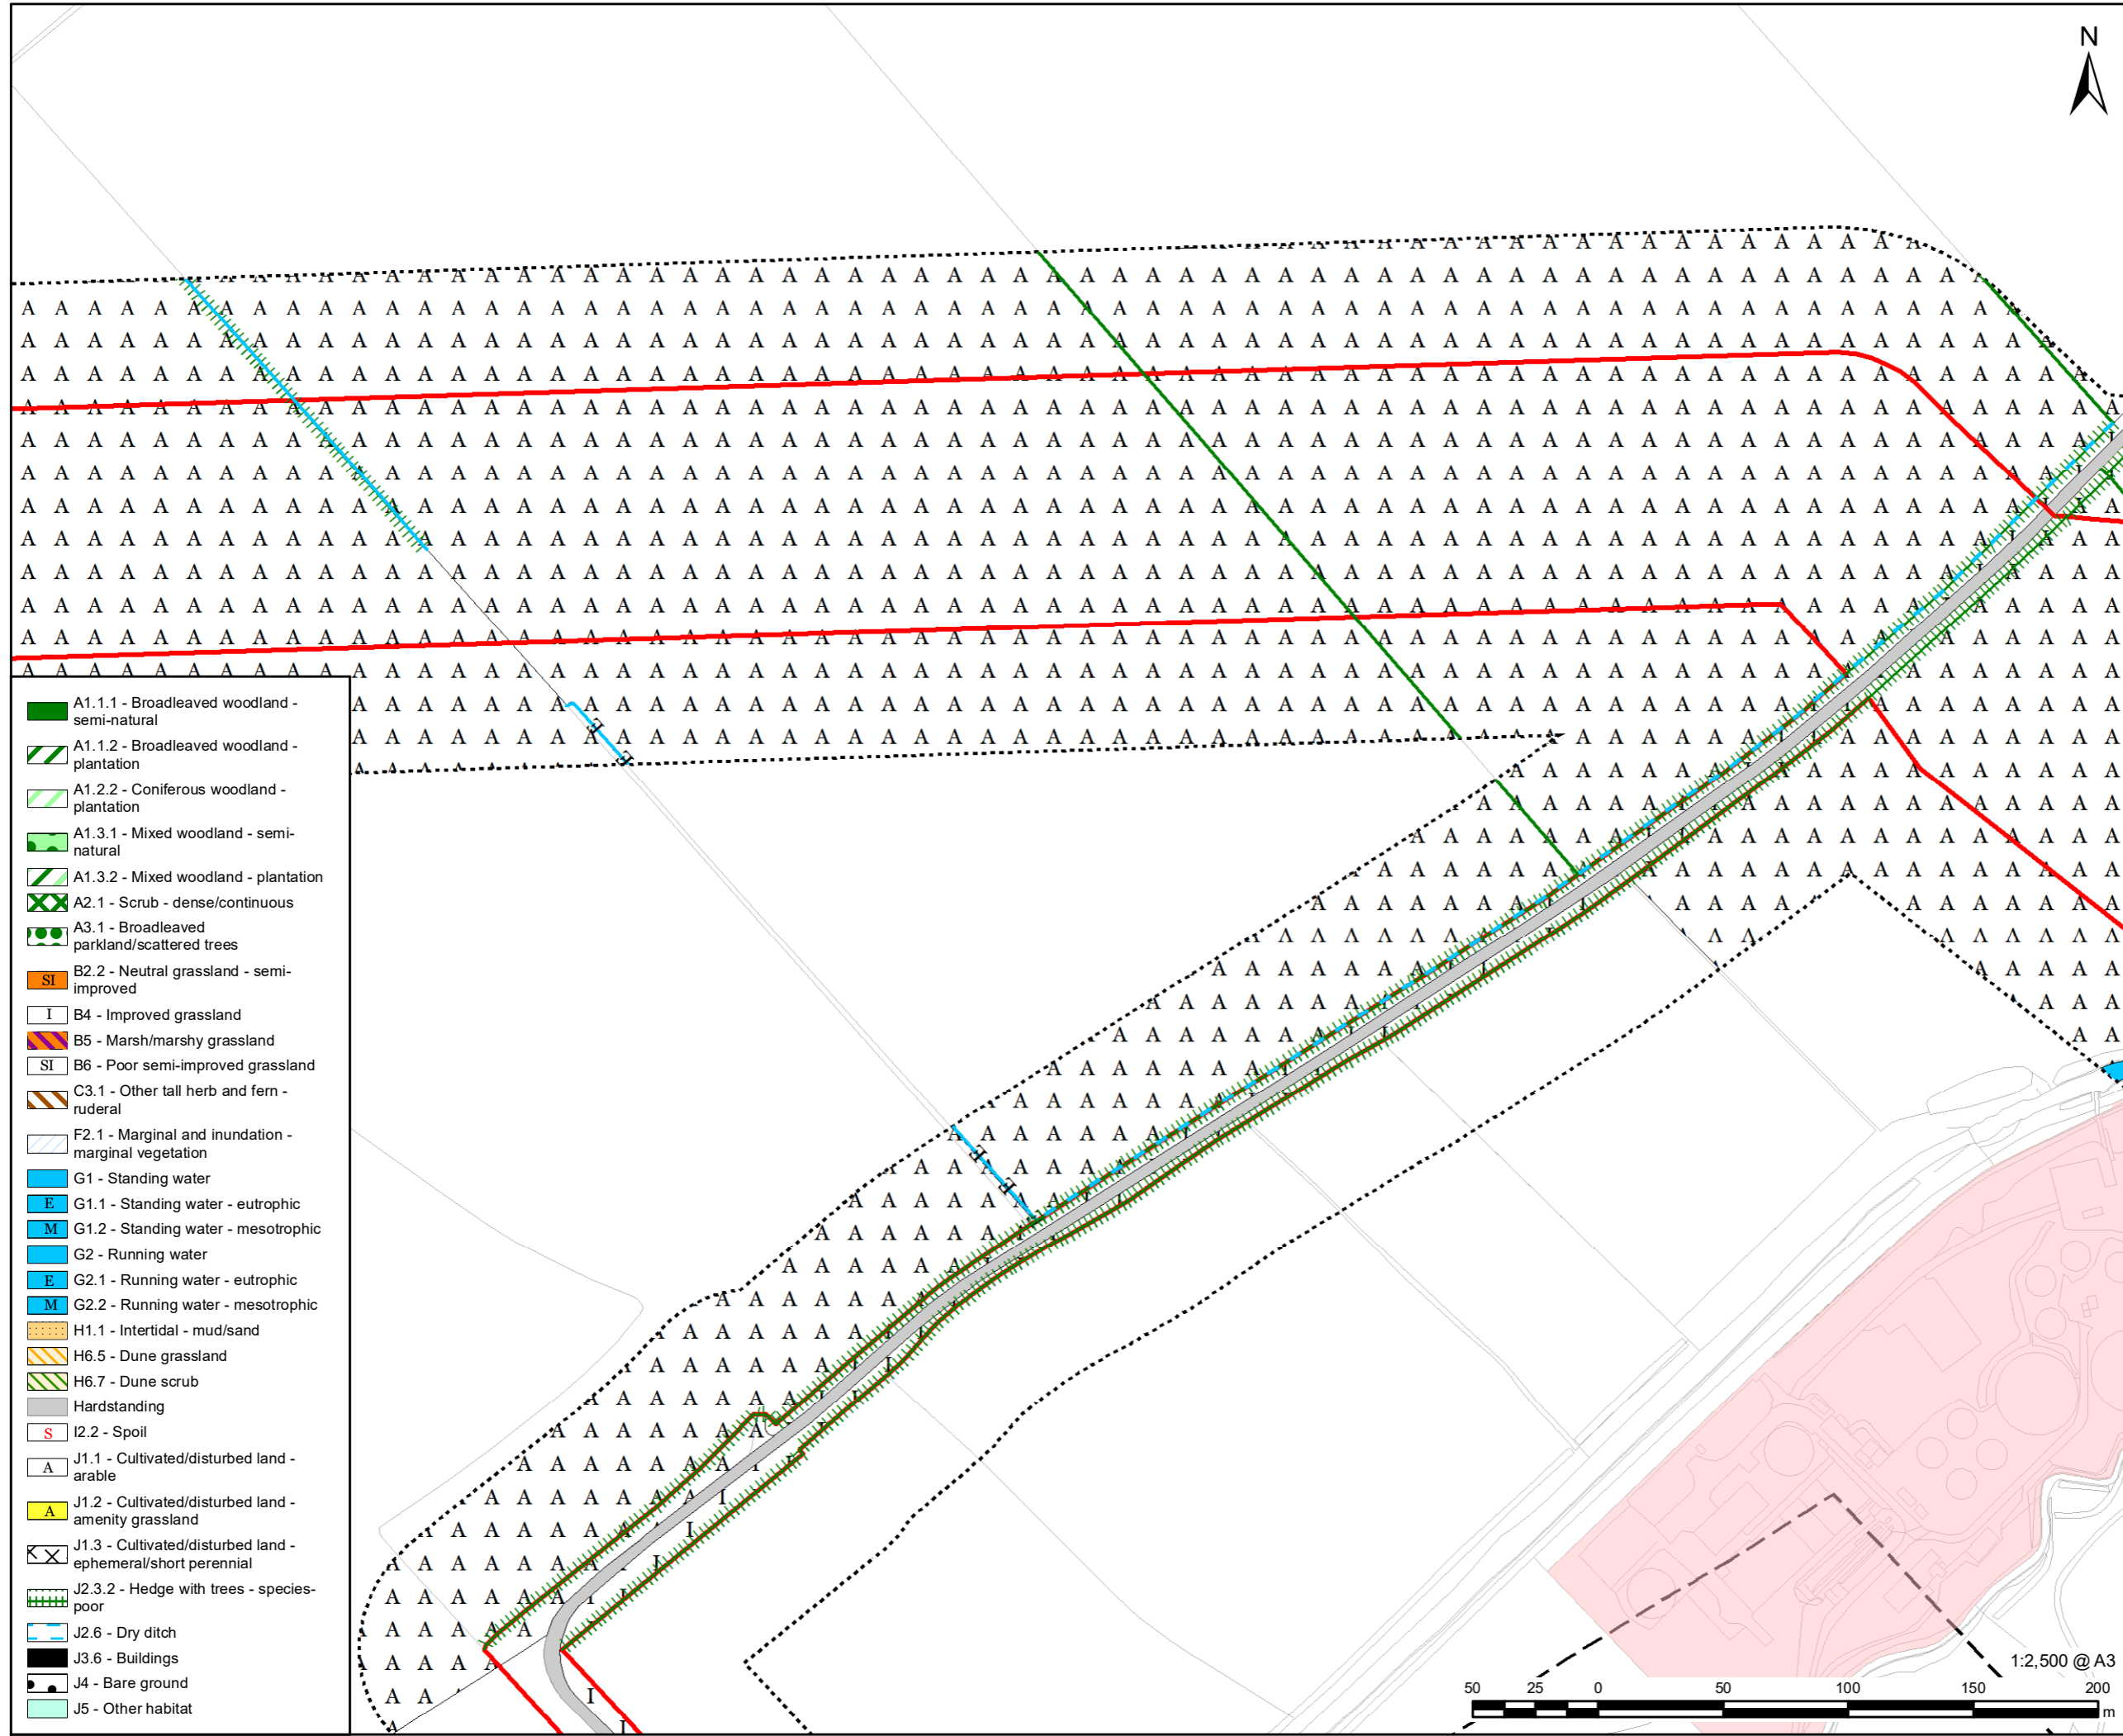 N
A1.1.1 - Broadleaved woodland -
semi-natural
A1.1.2 - Broadleaved woodland -
plantation
A1.2.2 - Coniferous woodland -
plantation
A1.3.1 - Mixed woodland - semi-
natural
A1.3.2 - Mixed woodland - plantation
A2.1 - Scrub - dense/continuous
A3.1 - Broadleaved
parkland/scattered trees
SI B2.2 - Neutral grassland - semi-
improved
I B4 - Improved grassland
B5 - Marsh/marshy grassland
SI B6 - Poor semi-improved grassland
C3.1 - Other tall herb and fern -
ruderal
F2.1 - Marginal and inundation -
marginal vegetation
G1 - Standing water
E G1.1 - Standing water - eutrophic
M G1.2 - Standing water - mesotrophic
G2 - Running water
E G2.1 - Running water - eutrophic
M G2.2 - Running water - mesotrophic
H1.1 - Intertidal - mud/sand
H6.5 - Dune grassland
H6.7 - Dune scrub
Hardstanding
S I2.2 - Spoil
A J1.1 - Cultivated/disturbed land -
arable
A J1.2 - Cultivated/disturbed land -
amenity grassland
J1.3 - Cultivated/disturbed land -
ephemeral/short perennial
J2.3.2 - Hedge with trees - species-
poor
J2.6 - Dry ditch
J3.6 - Buildings
J4 - Bare ground
J5 - Other habitat
1:2,500 @ A3
50 25 0 50 100 150 200
m